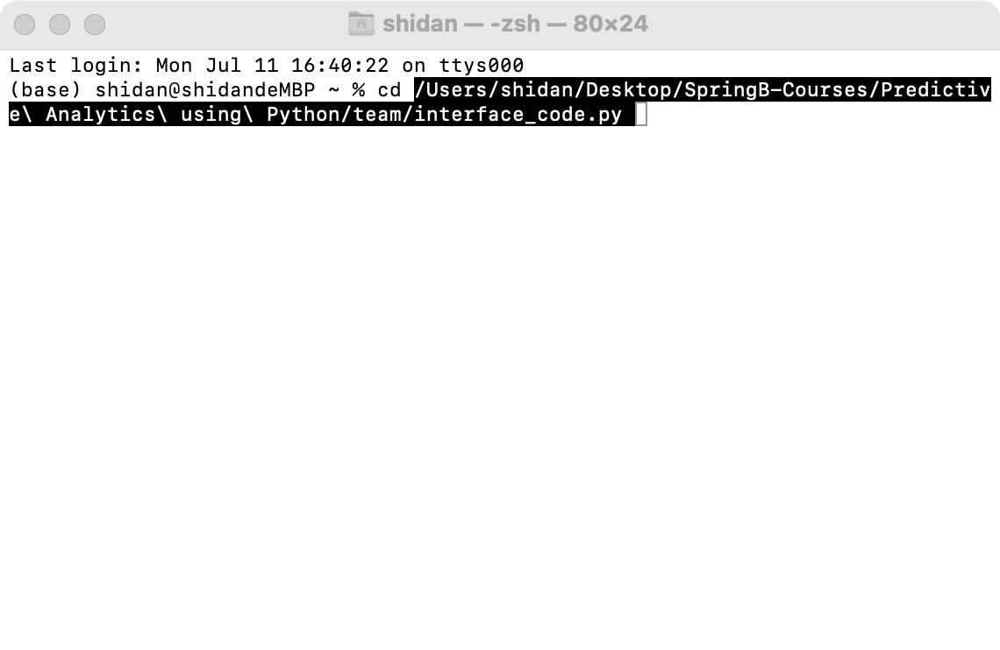 shidan — -zsh — 80×24
Last login: Mon Jul 11 16:40:22 on ttys000
(base) shidan@shidandeMBP ~ % cd /Users/shidan/Desktop/SpringB-Courses/Predictiv
e\ Analytics\ using\ Python/team/interface_code.py